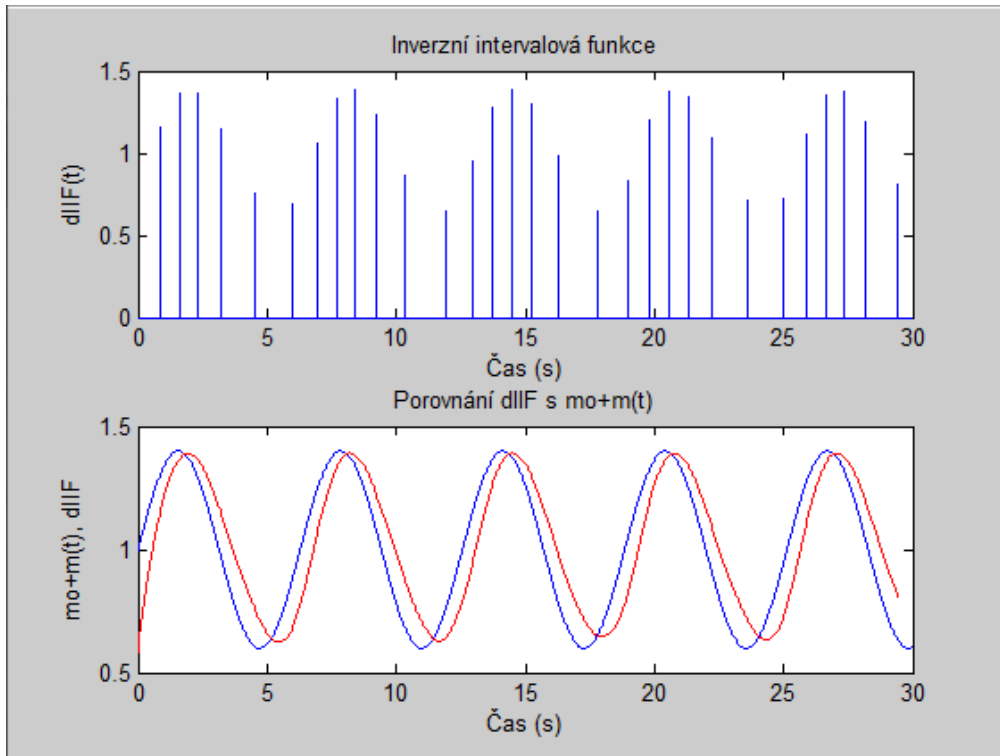 Inverzní intervalová funkce
1.5
1
0.5
0
dIIF(t)
0 5 10 15 20 25 30
Čas (s)
Porovnání dIIF s mo+m(t)
1.5
1
0.5
mo+m(t), dIIF
0 5 10 15 20 25 30
Čas (s)